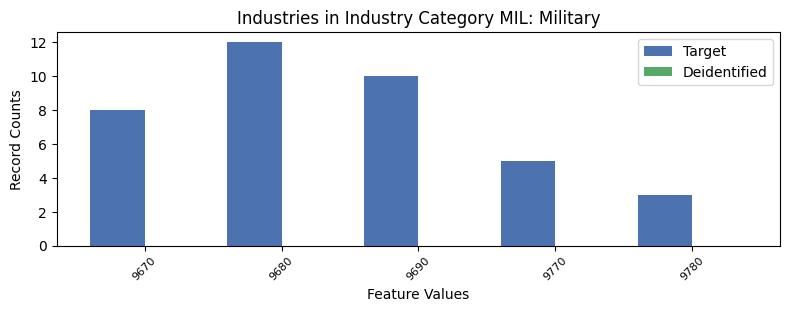 Industries in Industry Category MIL: Military
Target
Deidentified
Record Counts
12
10
8
6
4
2
0
9670
9680
9690
9770
9780
Feature Values